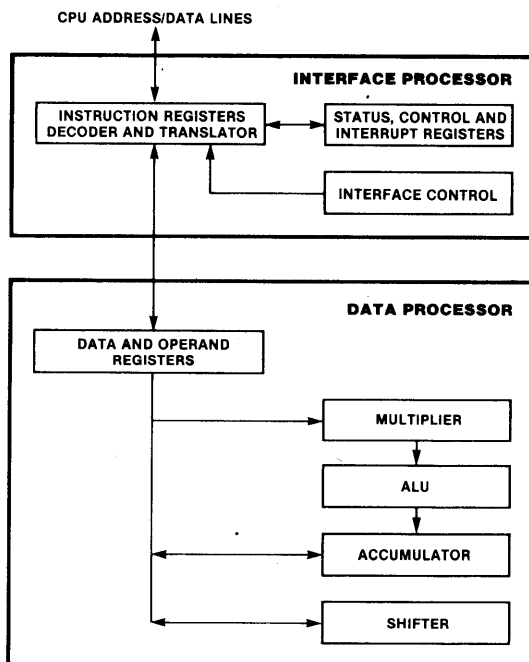 CPU ADDRESS/DATA LINES
INTERFACE PROCESSOR
INSTRUCTION REGISTERS
DECODER AND TRANSLATOR
STATUS, CONTROL AND
INTERRUPT REGISTERS
INTERFACE CONTROL
DATA PROCESSOR
DATA AND OPERAND
REGISTERS
MULTIPLIER
ALU
ACCUMULATOR
SHIFTER